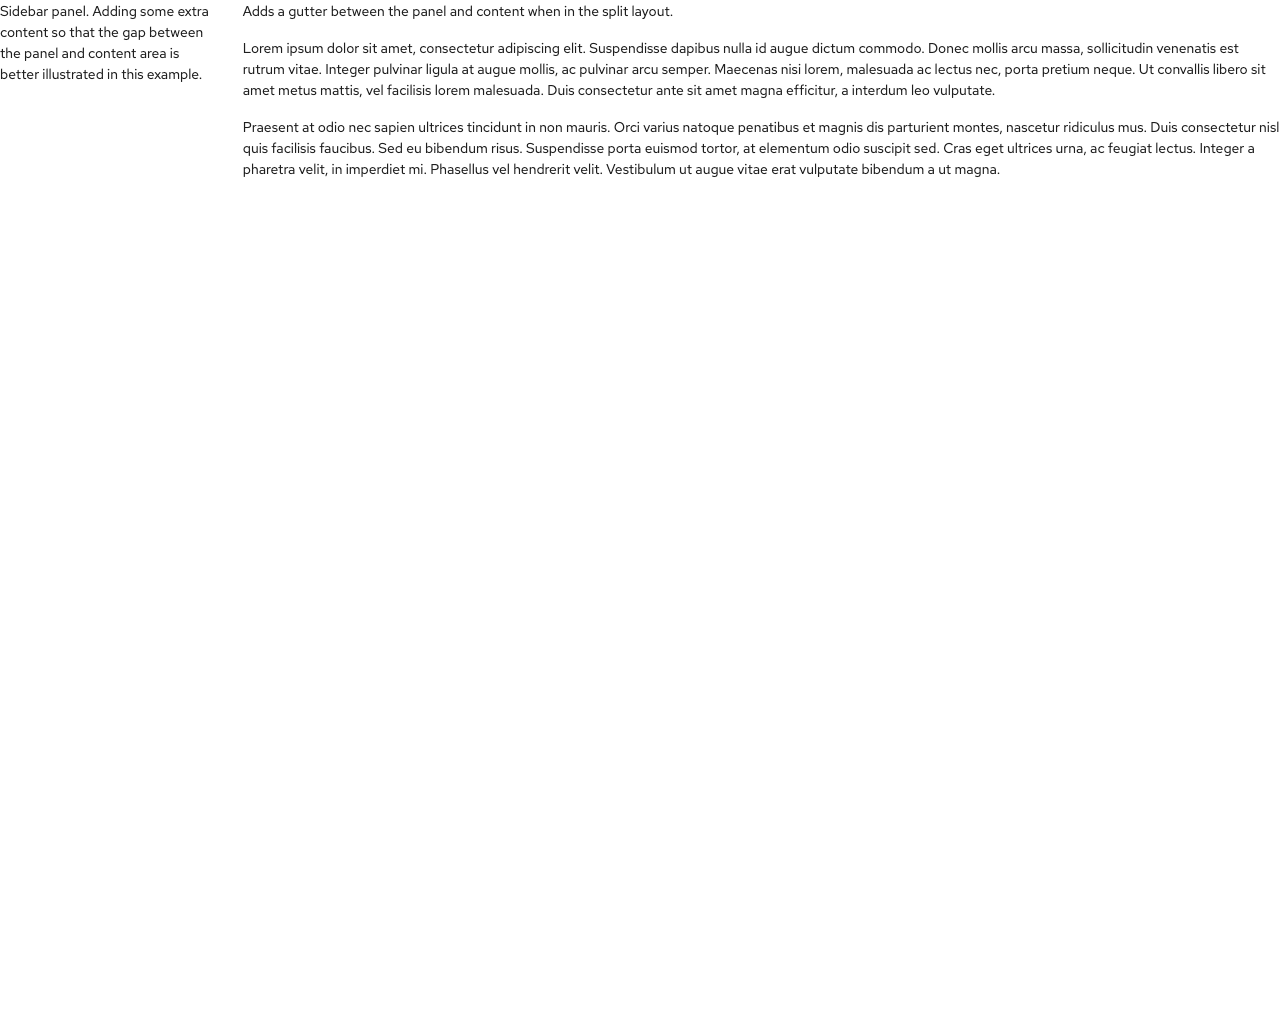 Sidebar panel. Adding some extra
content so that the gap between
the panel and content area is
better illustrated in this example.
Adds a gutter between the panel and content when in the split layout.
Lorem ipsum dolor sit amet, consectetur adipiscing elit. Suspendisse dapibus nulla id augue dictum commodo. Donec mollis arcu massa, sollicitudin venenatis est
rutrum vitae. Integer pulvinar ligula at augue mollis, ac pulvinar arcu semper. Maecenas nisi lorem, malesuada ac lectus nec, porta pretium neque. Ut convallis libero sit
amet metus mattis, vel facilisis lorem malesuada. Duis consectetur ante sit amet magna efficitur, a interdum leo vulputate.
Praesent at odio nec sapien ultrices tincidunt in non mauris. Orci varius natoque penatibus et magnis dis parturient montes, nascetur ridiculus mus. Duis consectetur nisl
quis facilisis faucibus. Sed eu bibendum risus. Suspendisse porta euismod tortor, at elementum odio suscipit sed. Cras eget ultrices urna, ac feugiat lectus. Integer a
pharetra velit, in imperdiet mi. Phasellus vel hendrerit velit. Vestibulum ut augue vitae erat vulputate bibendum a ut magna.